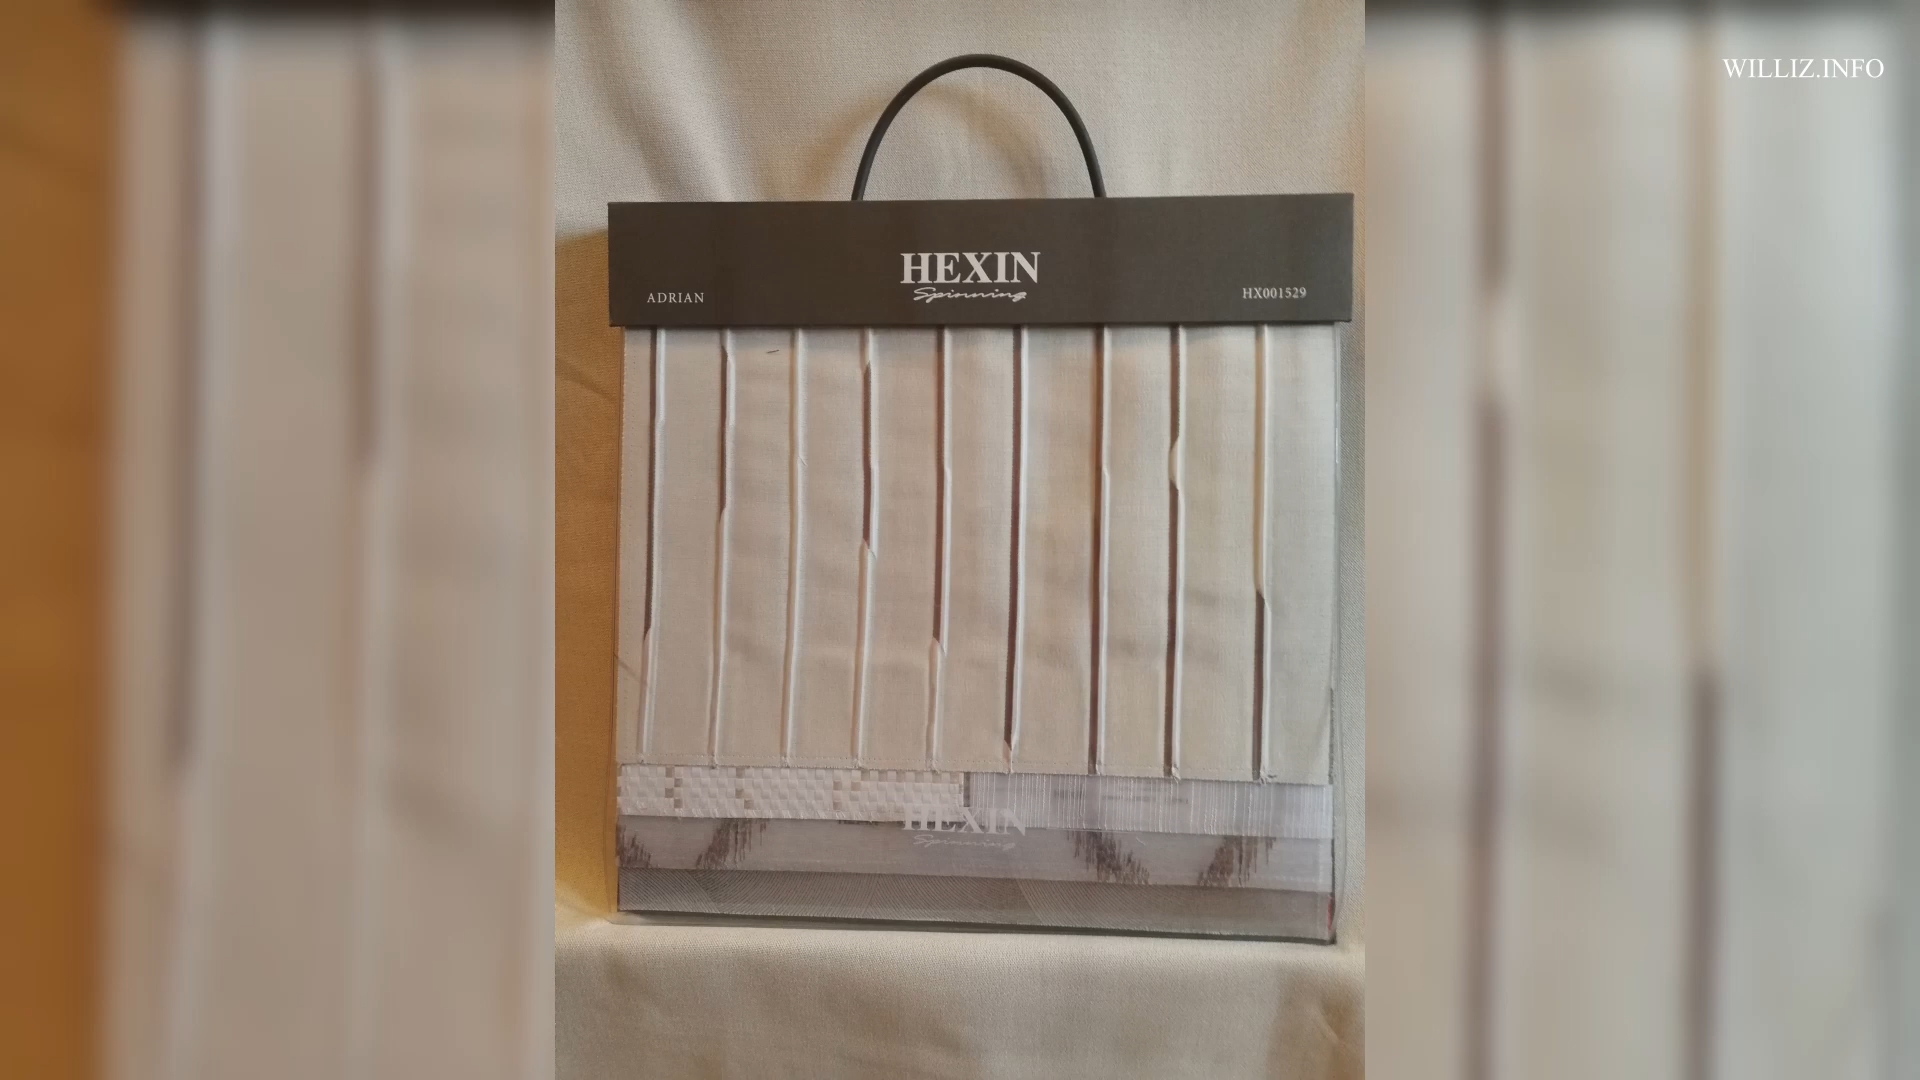 WILLIZ.INFO
HEXIN
Spinning
ADRIAN
HX001529
HEXIN
Spinning